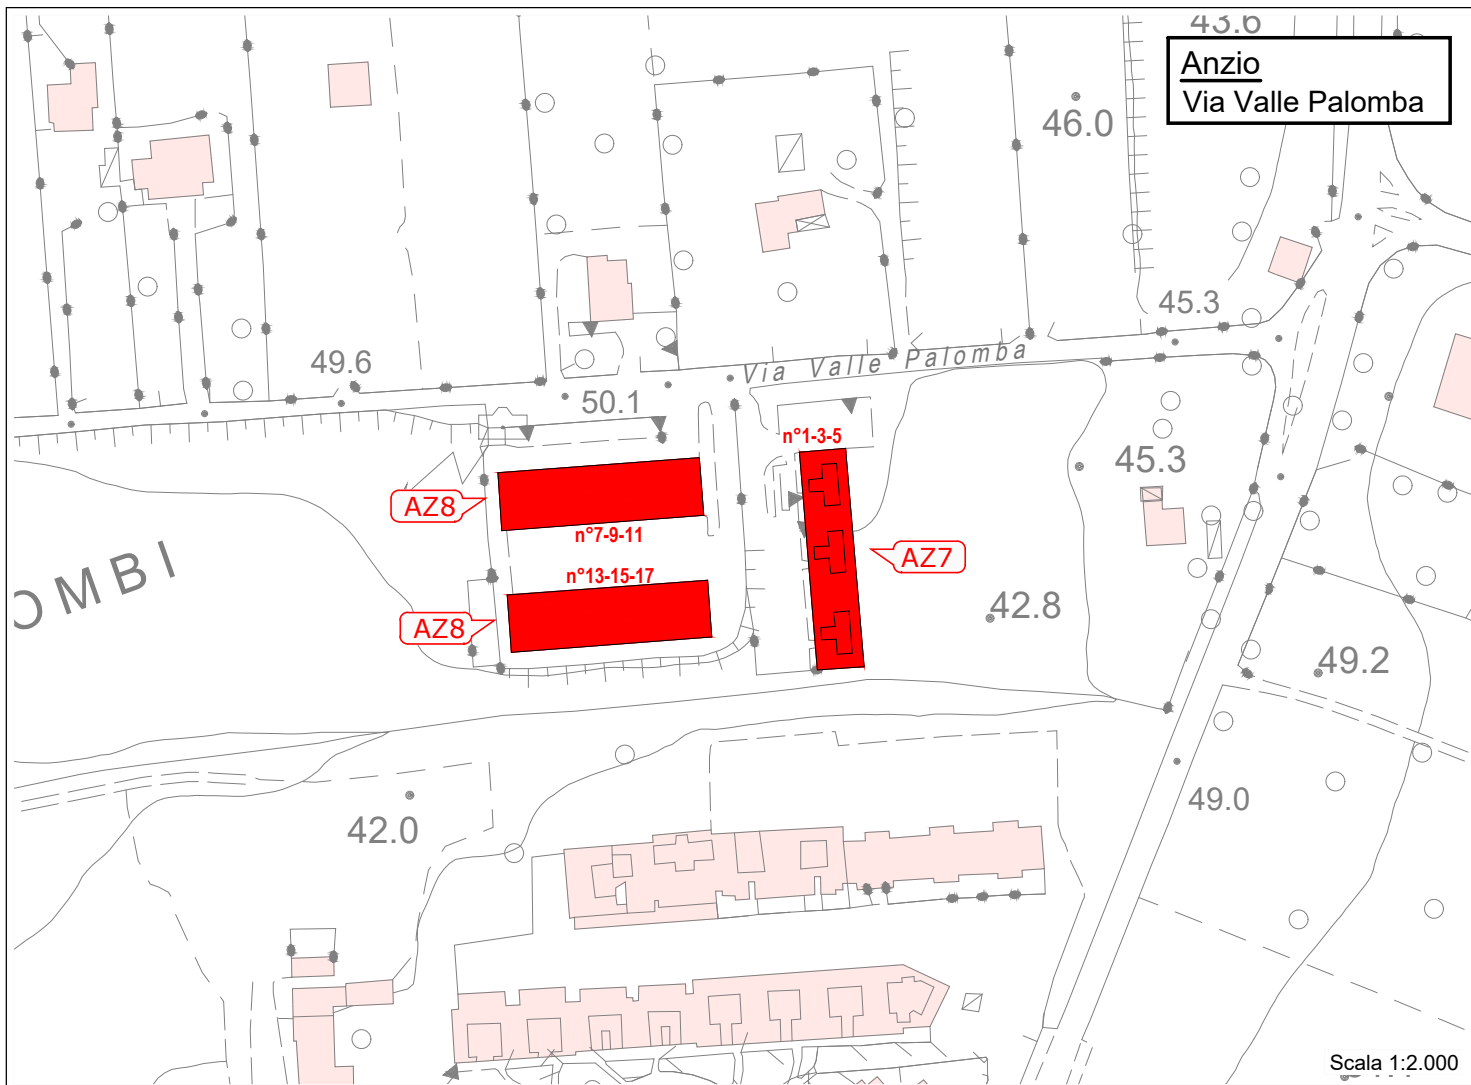 43.6
Anzio
Via Valle Palomba
46.0
45.3
49.6
Via Valle Palomba
50.1
n°1-3-5
45.3
AZ8
n°7-9-11
AZ7
OMBI
n°13-15-17
42.8
AZ8
49.2
49.0
42.0
Scala 1:2.000